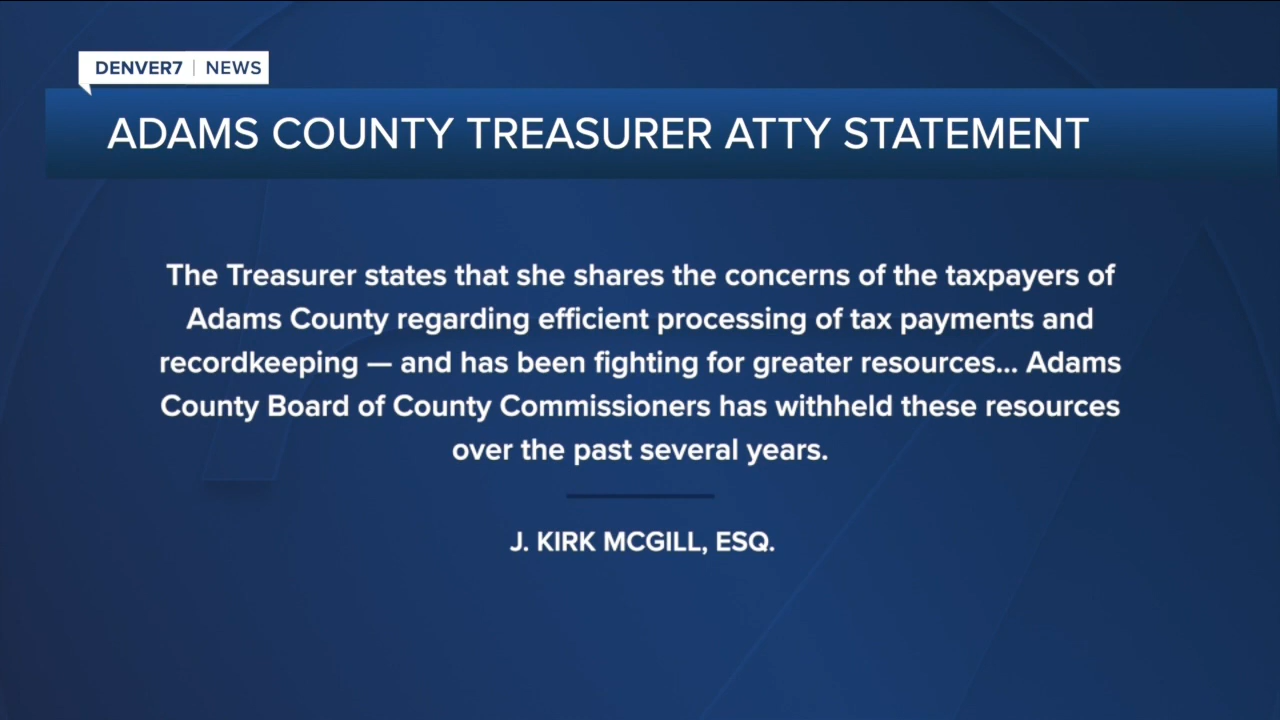 DENVER7 | NEWS
ADAMS COUNTY TREASURER ATTY STATEMENT
The Treasurer states that she shares the concerns of the taxpayers of
Adams County regarding efficient processing of tax payments and
recordkeeping — and has been fighting for greater resources... Adams
County Board of County Commissioners has withheld these resources
over the past several years.
J. KIRK MCGILL, ESQ.